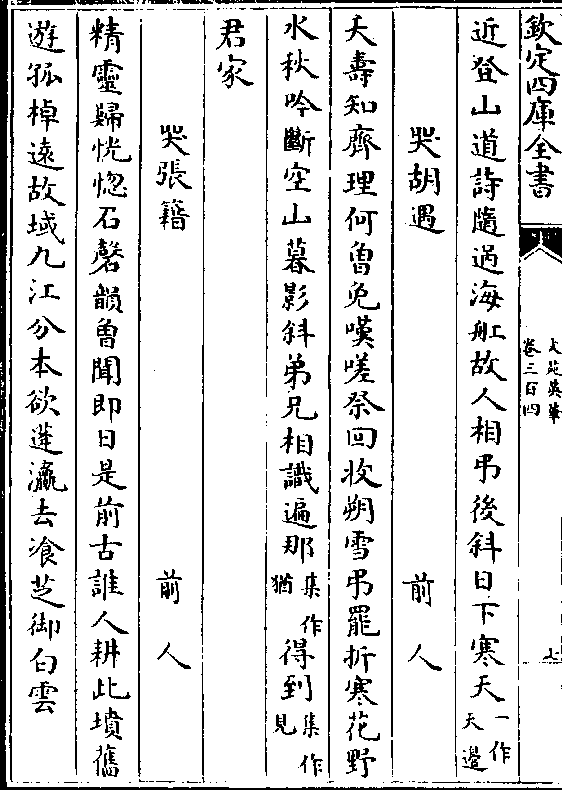 欽定四庫全書
文苑英華
卷三百四
七
近登山道詩隨過海舡故人相弔後斜日下寒天一作天邉
哭胡遇
前人
夭壽知齊理何曾免嘆嗟祭回收朔雪弔罷折寒花野
水秋吟斷空山暮影斜弟兄相識遍那集作猶得到集作見
君家
哭張籍
前人
精靈歸恍惚石磬韻曾聞即日是前古誰人耕此墳舊
遊孤棹遠故域九江分本欲蓬瀛去飡芝御白雲